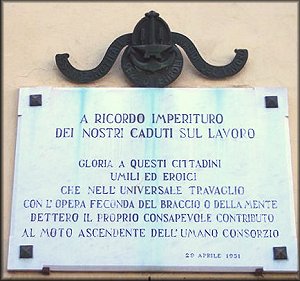 A RICORDO IMPERITURO
DEI NOSTRI CADUTI SUL LAVORO
GLORIA A QUESTI CITTADINI
UMILI ED EROICI
CHE NELL'UNIVERSALE TRAVAGLIO
CON L'OPERA FECONDA DEL BRACCIO O DELLA MENTE
DETTERO IL PROPRIO CONSAPEVOLE CONTRIBUTO
AL MOTO ASCENDENTE DELL'UMANO CONSORZIO
29 APRILE 1951